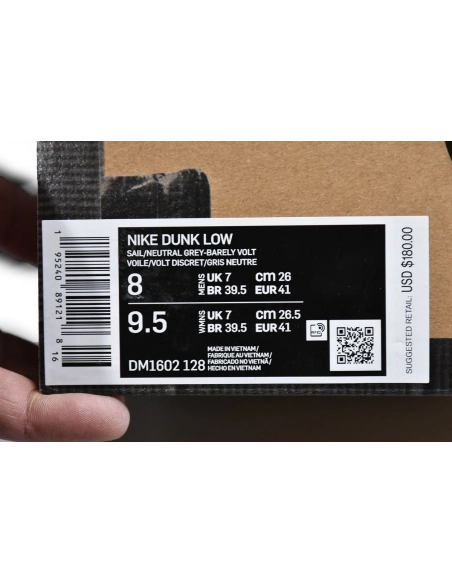 NIKE DUNK LOW
SAIL/NEUTRAL GREY-BARELY VOLT
VOILE/VOLT DISCRET/GRIS NEUTRE
8 MENS UK 7 cm 26
BR 39.5 EUR 41
9.5 WMNS UK 7 cm 26.5
BR 39.5 EUR 41
DM1602 128
MADE IN VIETNAM/
FABRIQUE AU VIETNAM/
FABRICADO NO VIETNÃ/
HECHO EN VIETNAM
1 95240 89121 8 16
SUGGESTED RETAIL: USD $180.00